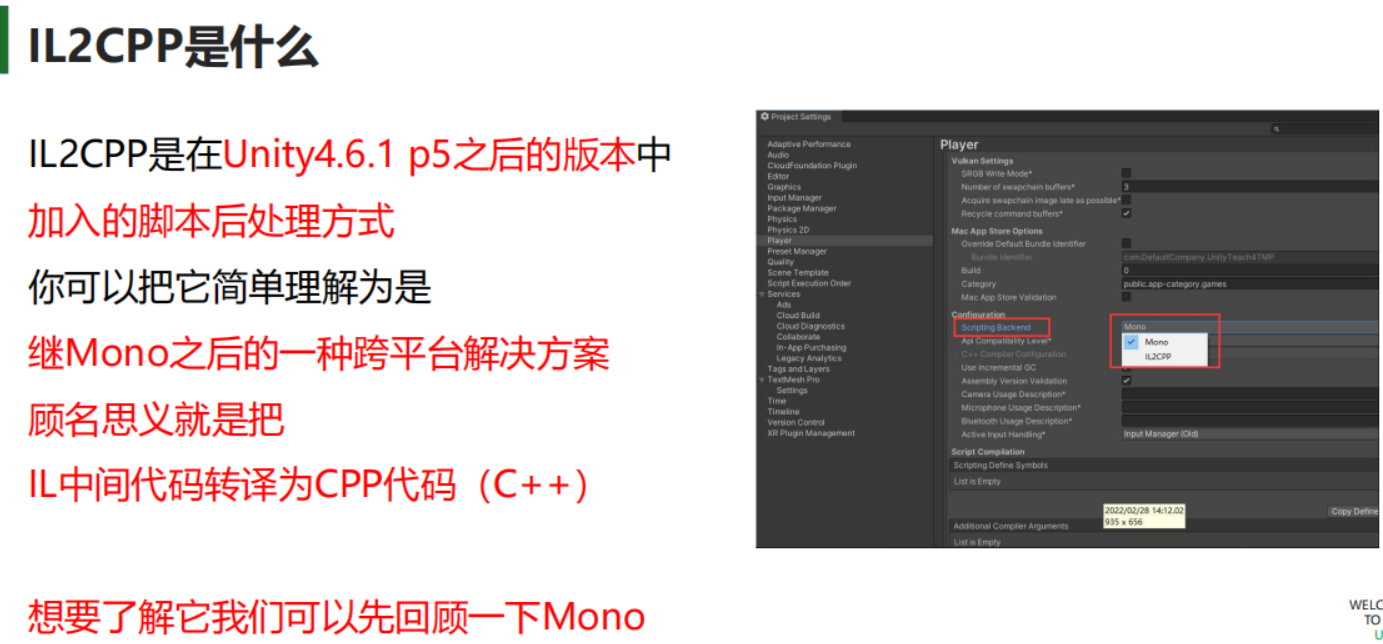 IL2CPP是什么
IL2CPP是在Unity4.6.1 p5之后的版本中
加入的脚本后处理方式
你可以把它简单理解为是
继Mono之后的一种跨平台解决方案
顾名思义就是把
IL中间代码转译为CPP代码（C++）
想要了解它我们可以先回顾一下Mono
Project Settings
Adaptive Performance
Audio
CloudFoundation Plugin
Editor
Graphics
Input Manager
Package Manager
Physics
Physics 2D
Player
Preset Manager
Quality
Scene Template
Script Execution Order
Services
Ads
Cloud Build
Cloud Diagnostics
Collaborate
In-App Purchasing
Legacy Analytics
Tags and Layers
TextMesh Pro
Settings
Time
Timeline
Version Control
XR Plugin Management
Player
Vulkan Settings
SRGB Write Mode*
Number of swapchain buffers* 3
Acquire swapchain image late as possible*
Recycle command buffers*
Mac App Store Options
Override Default Bundle Identifier
Bundle Identifier com.DefaultCompany.UnityTeach4TMP
Build 0
Category public.app-category.games
Mac App Store Validation
Configuration
Scripting Backend Mono
Mono
IL2CPP
Api Compatibility Level*
C++ Compiler Configuration
Use incremental GC
Assembly Version Validation
Camera Usage Description*
Microphone Usage Description*
Bluetooth Usage Description*
Active Input Handling* Input Manager (Old)
Script Compilation
Scripting Define Symbols
List is Empty
Copy Define
2022/02/28 14:12.02
935 x 656
Additional Compiler Arguments
List is Empty
WELC
TO
U